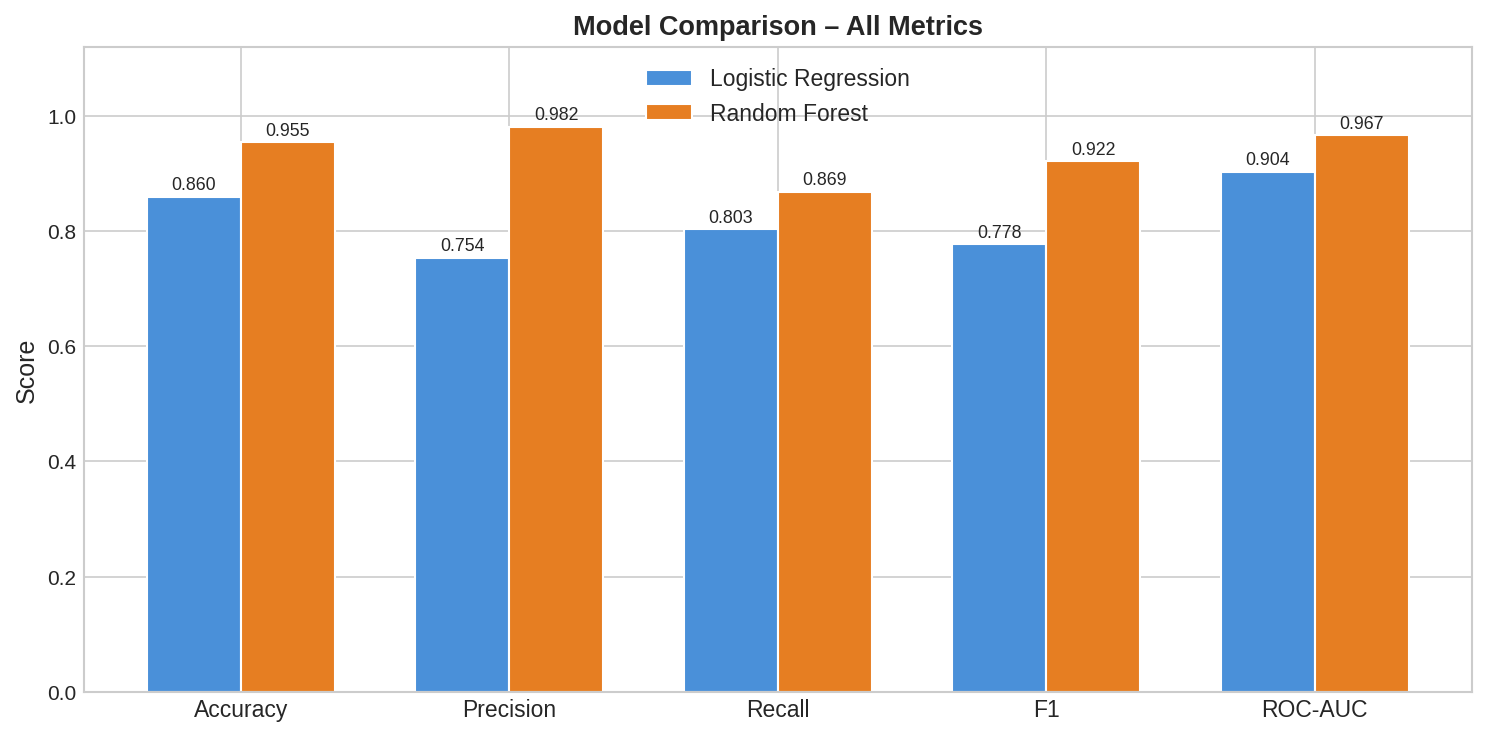 Model Comparison – All Metrics
Logistic Regression
Random Forest
Score
1.0
0.8
0.6
0.4
0.2
0.0
0.860
0.955
0.754
0.982
0.803
0.869
0.778
0.922
0.904
0.967
Accuracy
Precision
Recall
F1
ROC-AUC